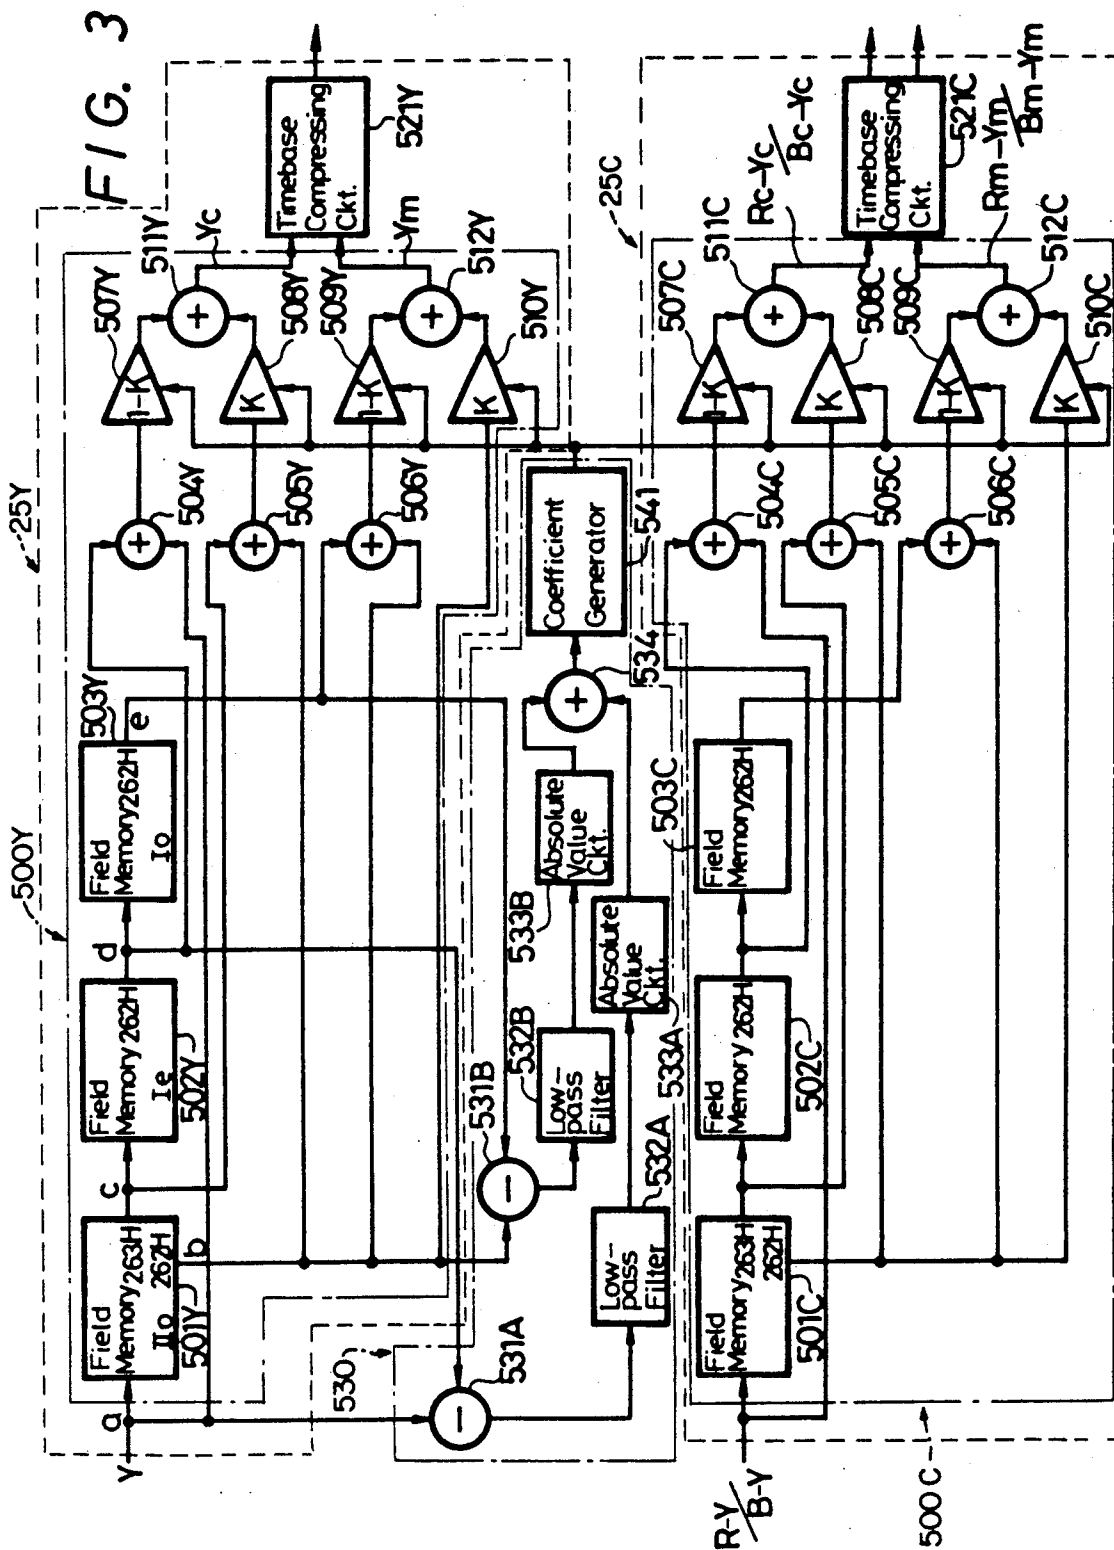 FIG. 3
500Y
25Y
Y
a
Field
Memory 263H
IIo 262H
501Y
b
c
Field
Memory 262H
Ie
502Y
d
Field
Memory 262H
Io
503Y
e
504Y
505Y
506Y
+
+
+
1-K
507Y
K
508Y
1-K
509Y
K
510Y
+
511Y
+
512Y
Yc
Ym
Timebase
Compressing
Ckt.
521Y
530
−
531A
−
531B
Low-
pass
Filter
532A
Low-
pass
Filter
532B
Absolute
Value
Ckt.
533A
Absolute
Value
Ckt.
533B
+
534
Coefficient
Generator
541
25C
R-Y/B-Y
500C
Field
Memory 263H
262H
501C
Field
Memory 262H
502C
Field
Memory 262H
503C
+
504C
+
505C
+
506C
1-K
507C
K
508C
1-K
509C
K
510C
+
511C
+
512C
Rc-Yc/Bc-Yc
Rm-Ym/Bm-Ym
Timebase
Compressing
Ckt.
521C